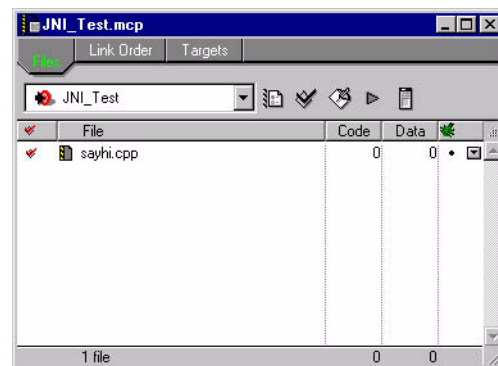 JNI_Test.mcp
Files Link Order Targets
JNI_Test
File Code Data
sayhi.cpp 0 0
1 file 0 0